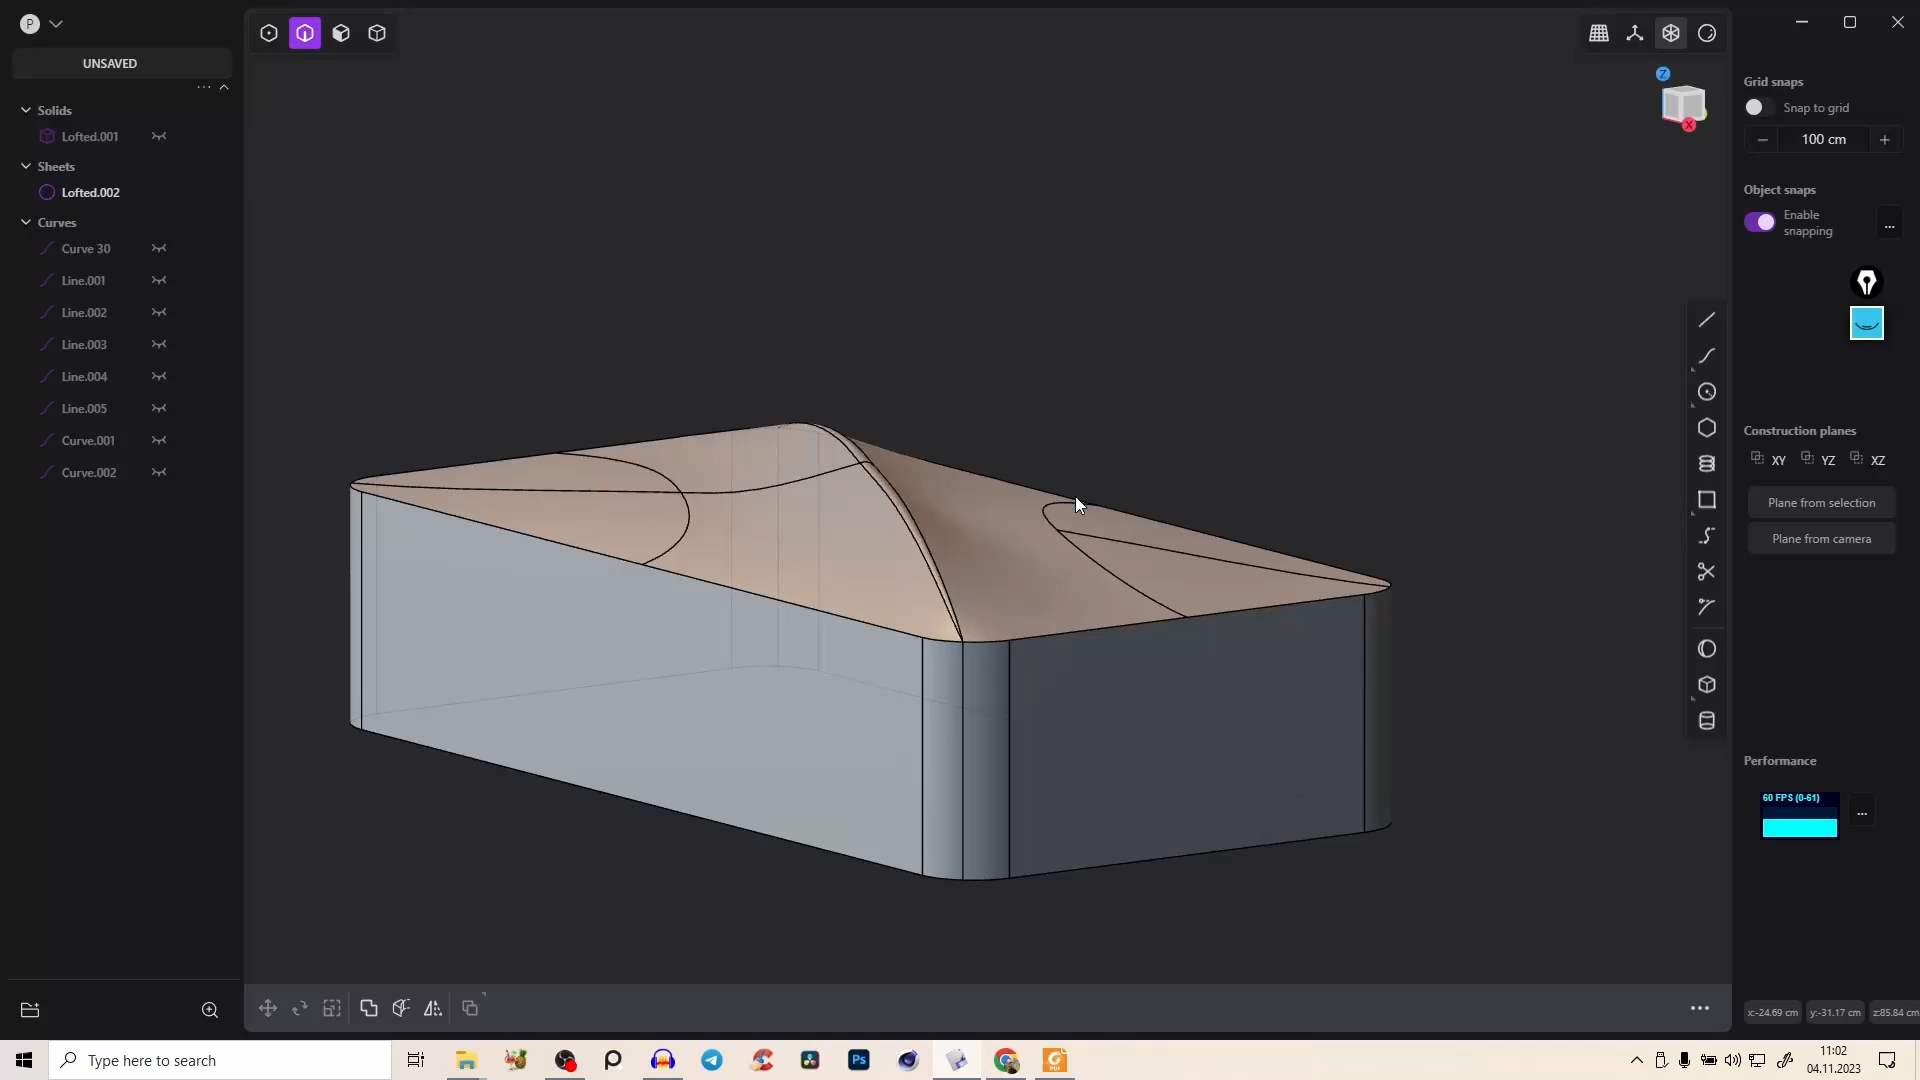 P
UNSAVED
...
Solids
Lofted.001
Sheets
Lofted.002
Curves
Curve 30
Line.001
Line.002
Line.003
Line.004
Line.005
Curve.001
Curve.002
Z
X
Grid snaps
Snap to grid
100 cm
Object snaps
Enable
snapping
...
Construction planes
XY YZ XZ
Plane from selection
Plane from camera
Performance
60 FPS (0-61)
...
x:-24.69 cm y:-31.17 cm z:85.84 cm
Type here to search
Ps
PDF
11:02
04.11.2023